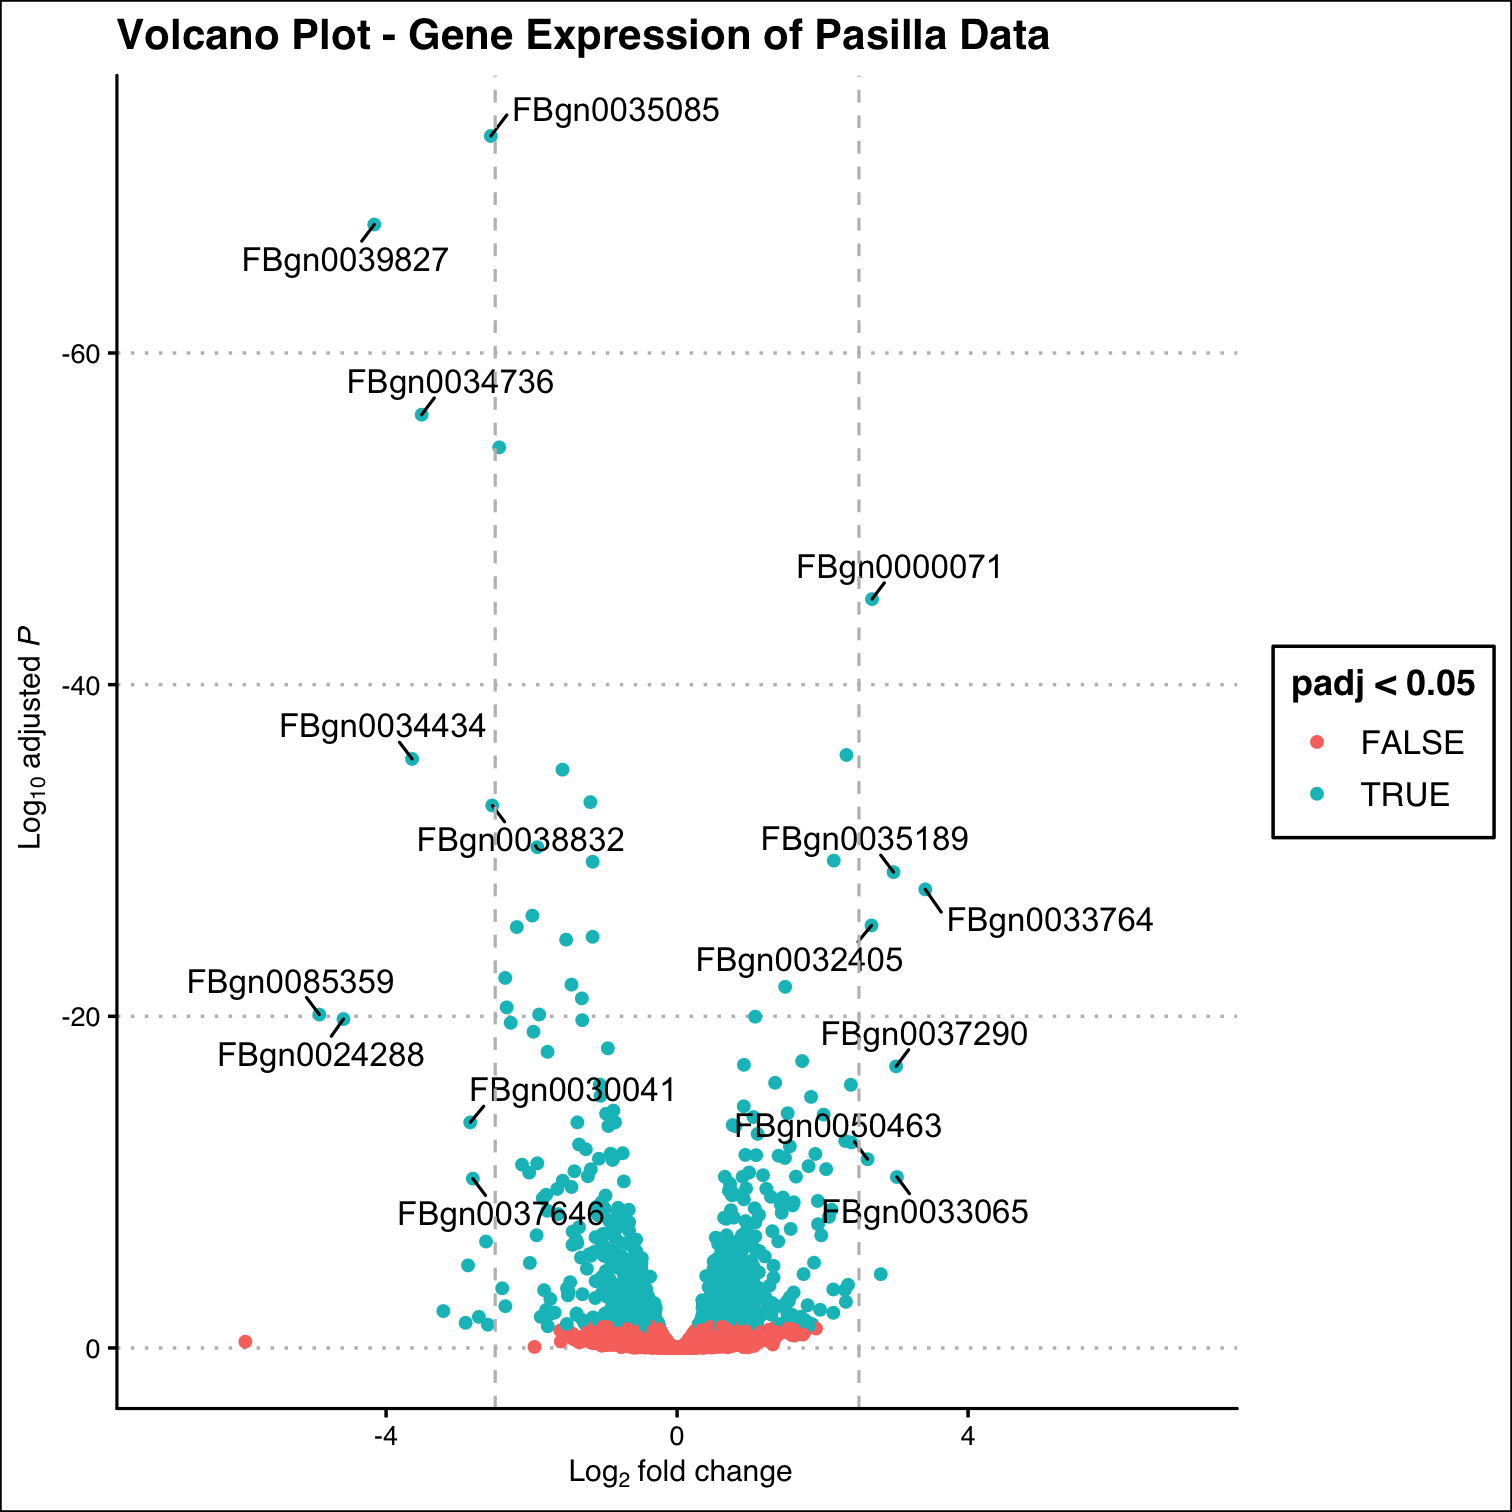 Volcano Plot - Gene Expression of Pasilla Data
FBgn0035085
FBgn0039827
-60
FBgn0034736
FBgn0000071
-40
FBgn0034434
FBgn0038832
FBgn0035189
FBgn0033764
FBgn0032405
FBgn0085359
-20
FBgn0024288
FBgn0037290
FBgn0030041
FBgn0050463
FBgn0037646
FBgn0033065
0
-4
0
4
Log2 fold change
Log10 adjusted P
padj < 0.05
FALSE
TRUE